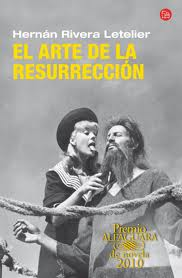 Hernán Rivera Letelier
EL ARTE DE LA
RESURRECCIÓN
Premio
ALFAGUARA
de novela
2010